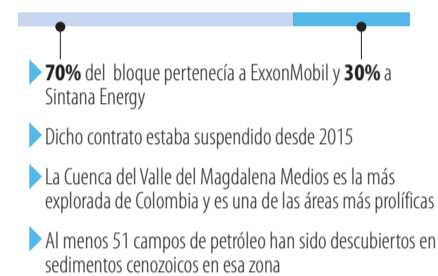 70% del bloque pertenecía a ExxonMobil y 30% a
Sintana Energy
Dicho contrato estaba suspendido desde 2015
La Cuenca del Valle del Magdalena Medios es la más
explorada de Colombia y es una de las áreas más prolíficas
Al menos 51 campos de petróleo han sido descubiertos en
sedimentos cenozoicos en esa zona